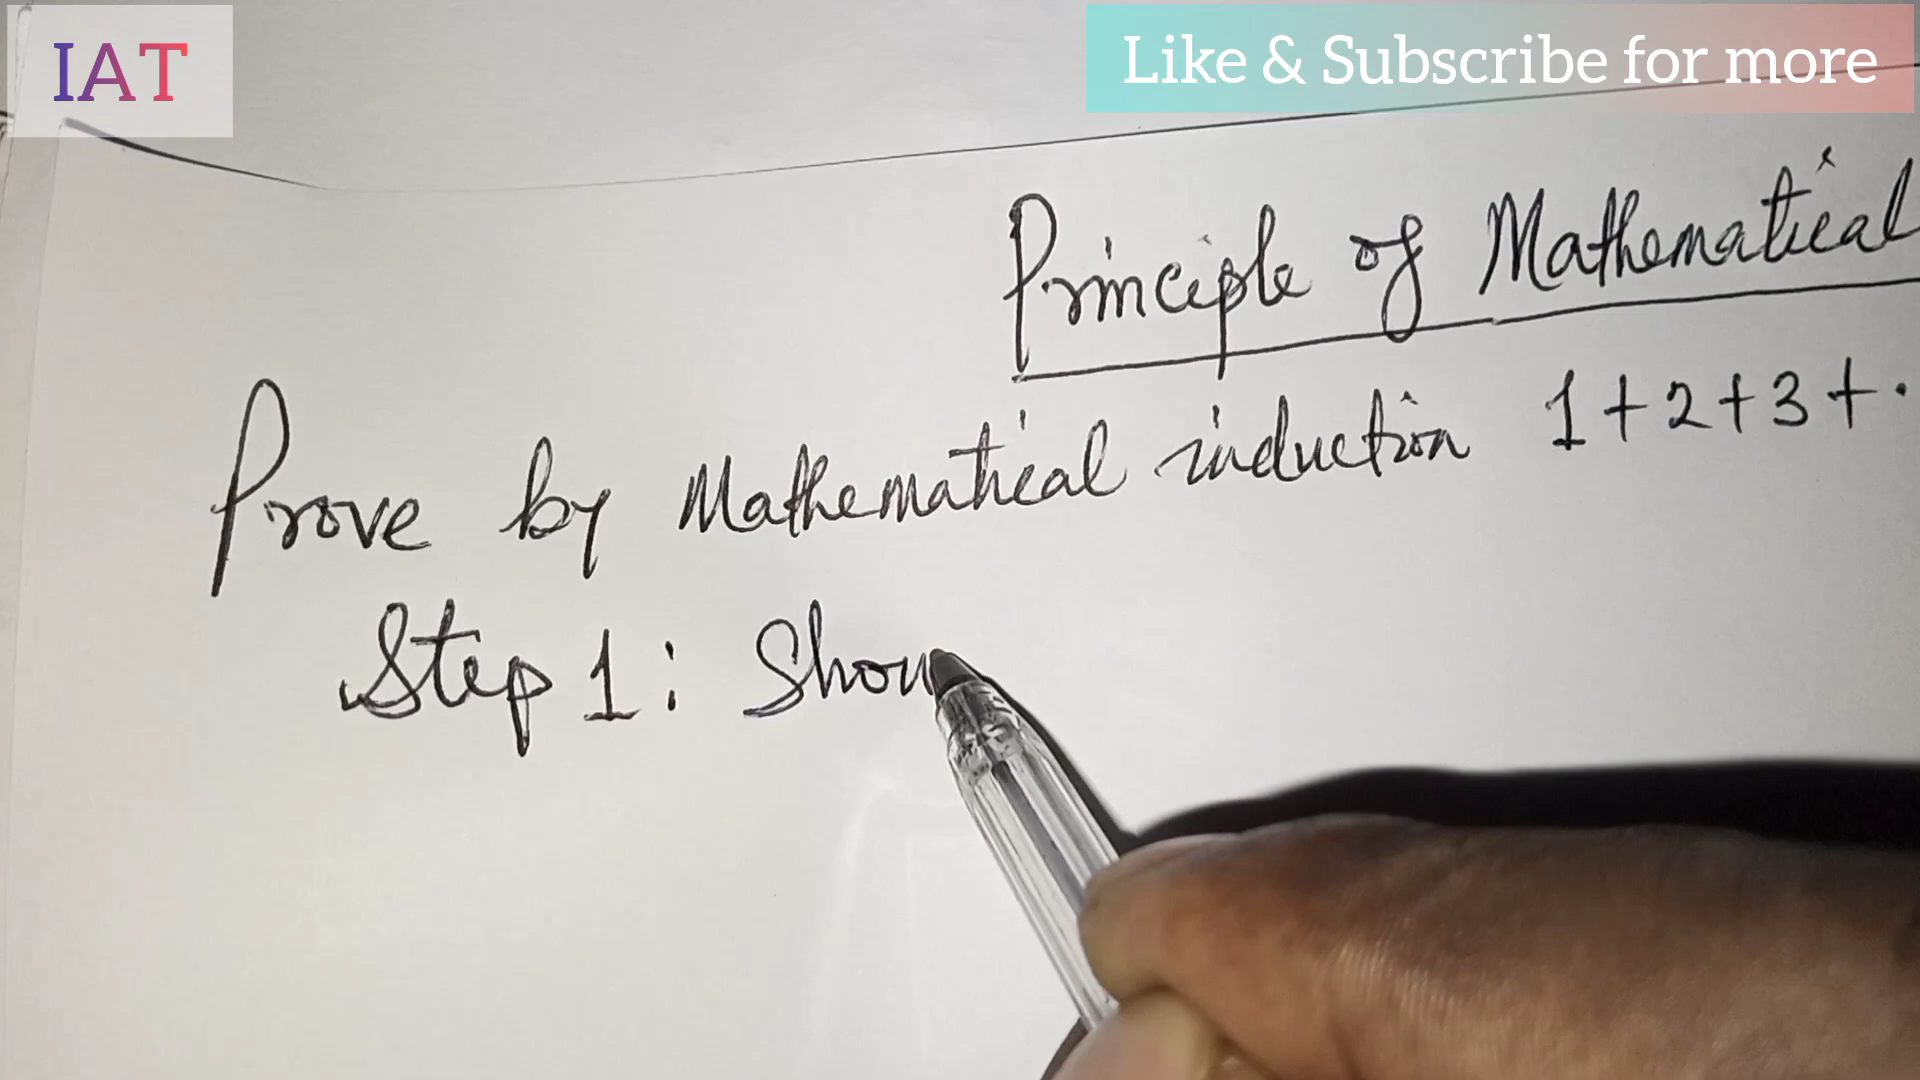 IAT
Like & Subscribe for more
Principle of Mathematical
Prove by Mathematical induction 1+2+3+.
Step 1: Show